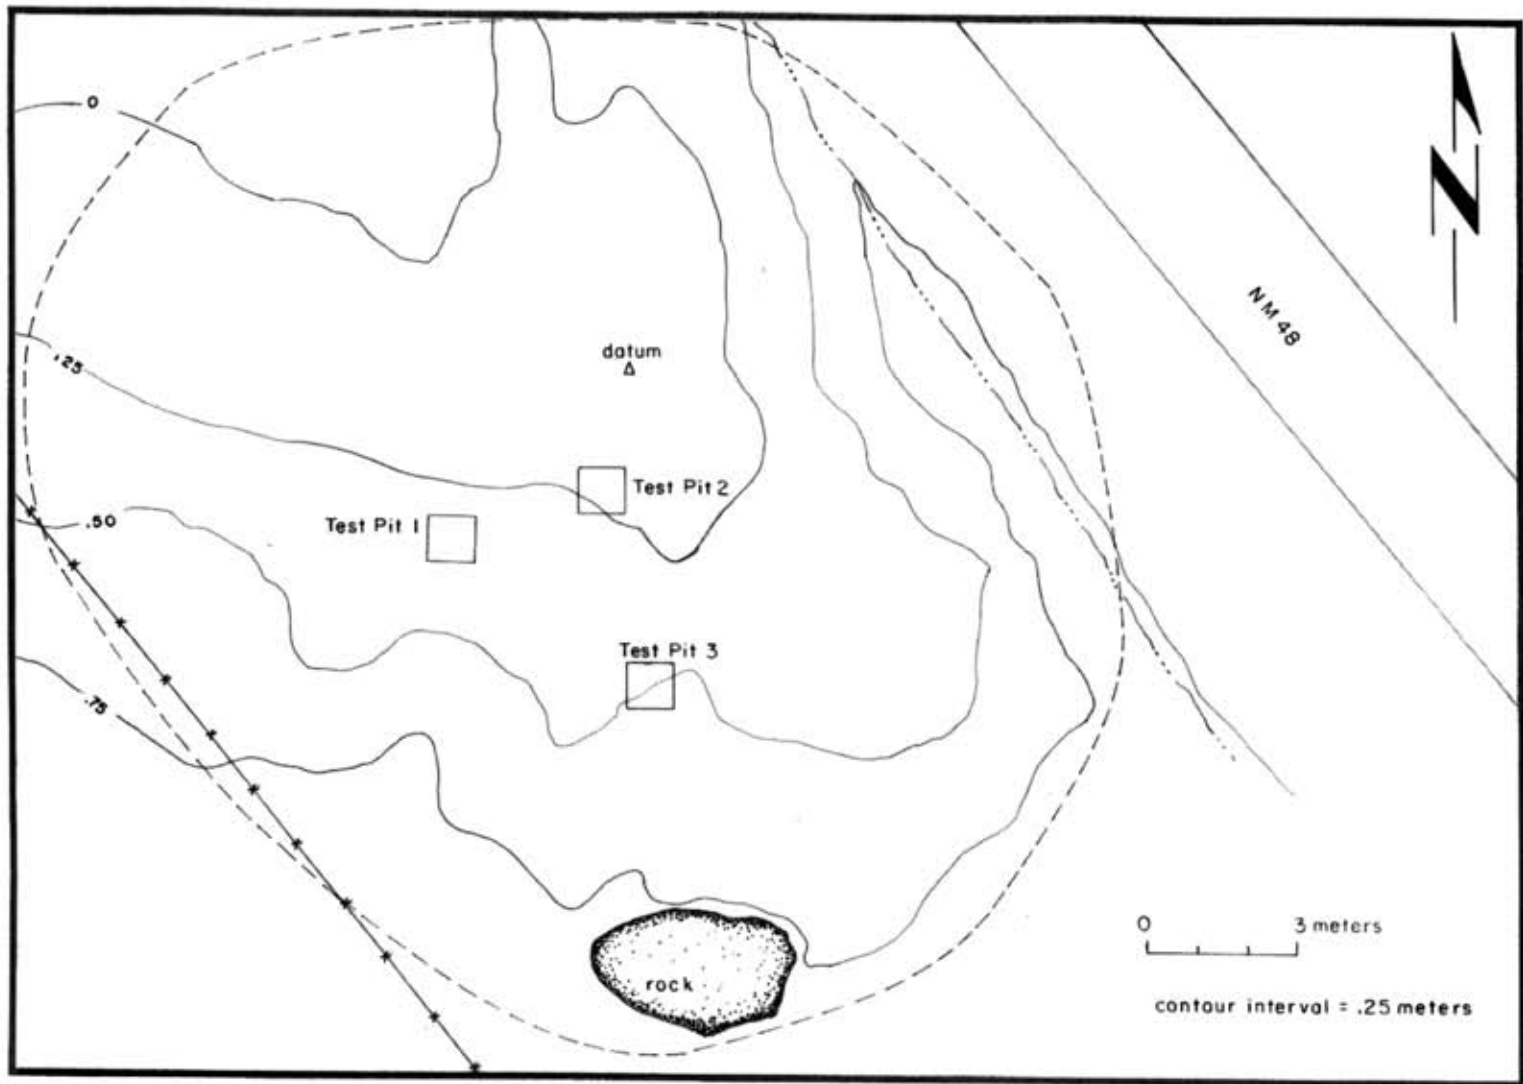 0
N
NM 48
datum
.25
Test Pit 2
.50
Test Pit 1
Test Pit 3
.75
0 3 meters
rock
contour interval = .25 meters